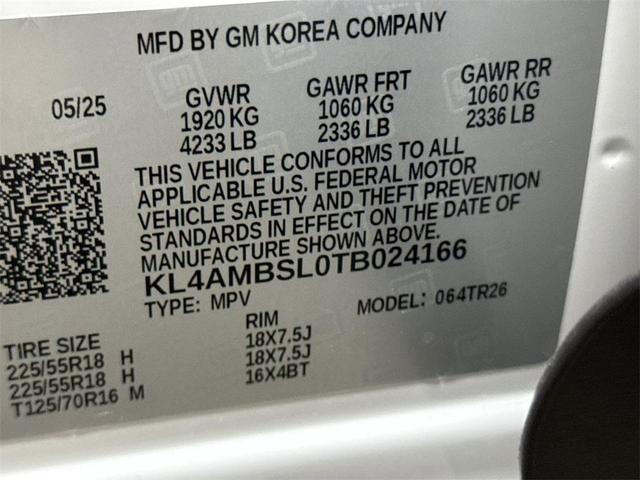 MFD BY GM KOREA COMPANY
05/25
GVWR
1920 KG
4233 LB
GAWR FRT
1060 KG
2336 LB
GAWR RR
1060 KG
2336 LB
THIS VEHICLE CONFORMS TO ALL
APPLICABLE U.S. FEDERAL MOTOR
VEHICLE SAFETY AND THEFT PREVENTION
STANDARDS IN EFFECT ON THE DATE OF
MANUFACTURE SHOWN ABOVE.
KL4AMBSL0TB024166
TYPE: MPV
MODEL: 064TR26
TIRE SIZE
225/55R18 H
225/55R18 H
T125/70R16 M
RIM
18X7.5J
18X7.5J
16X4BT